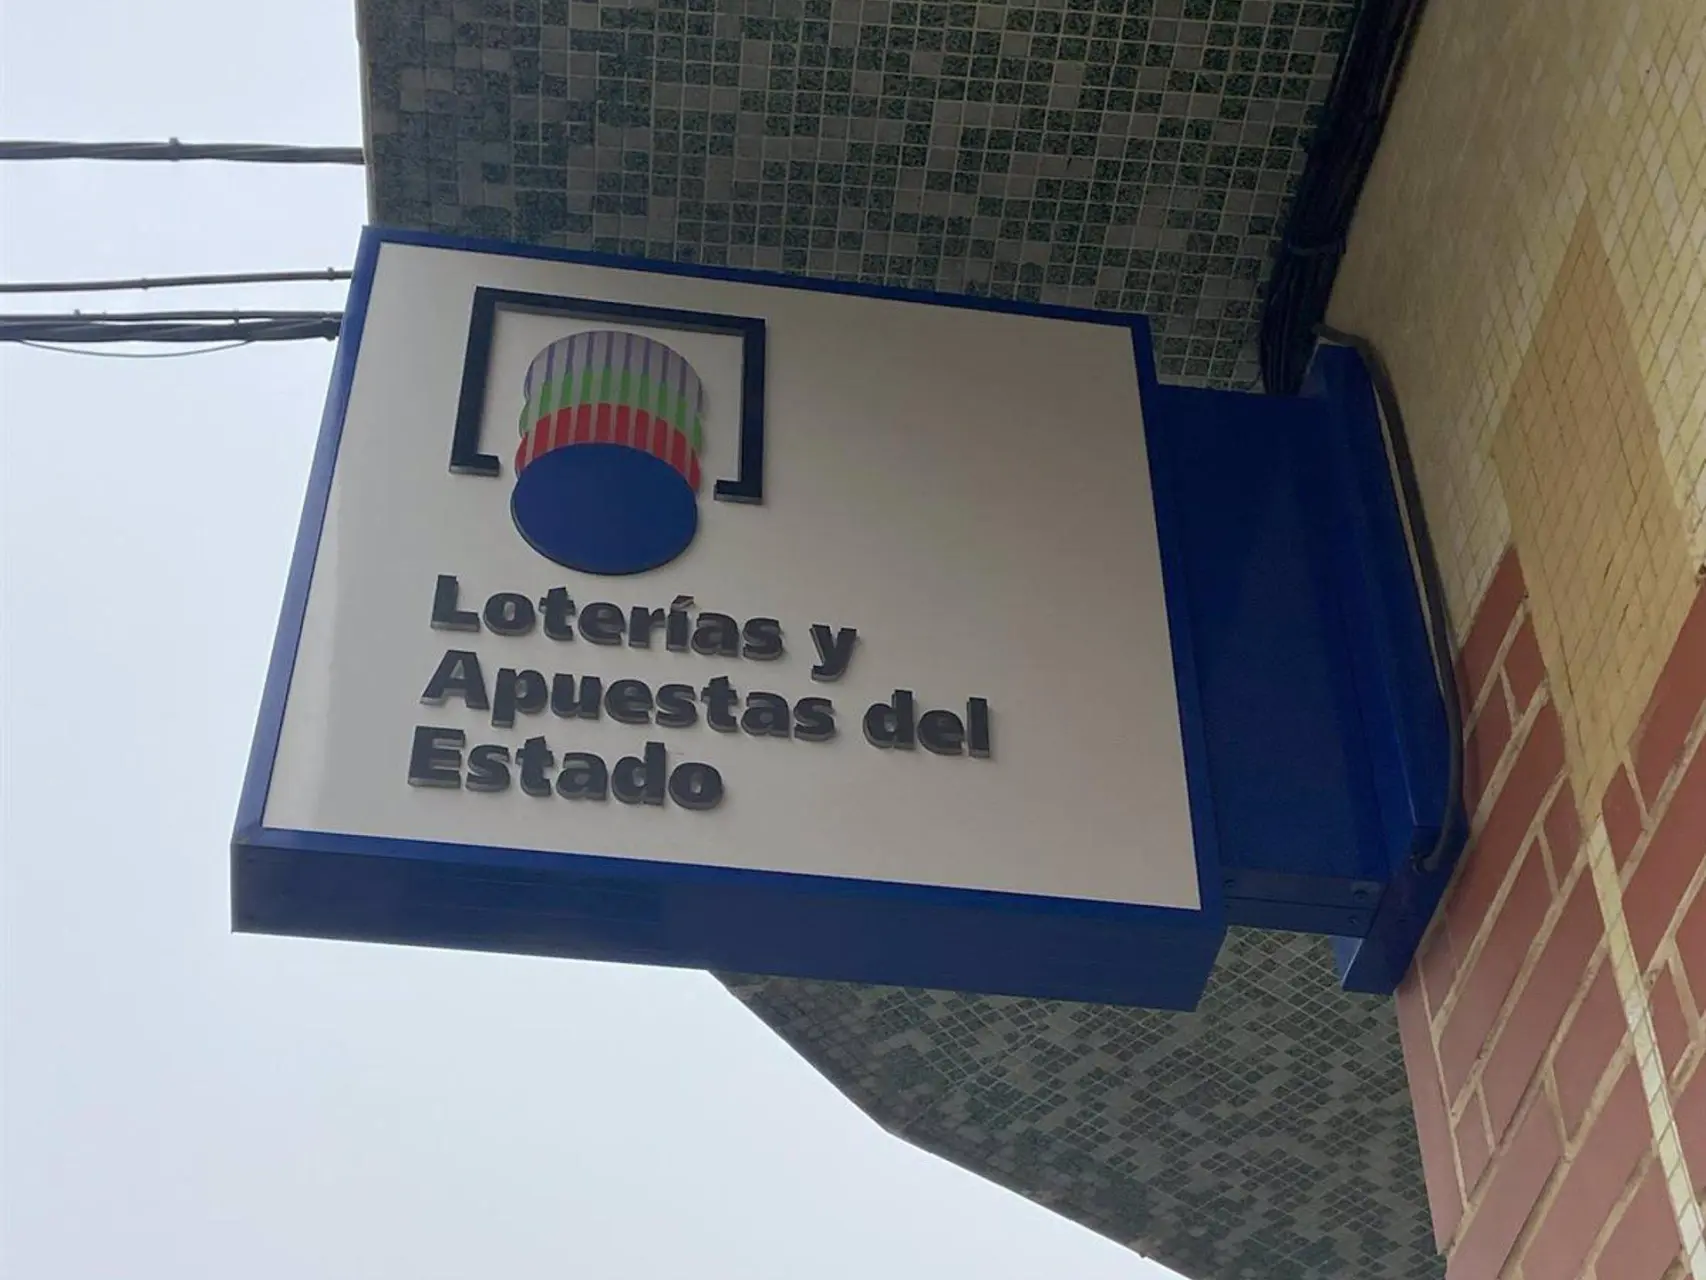 Loterías y
Apuestas del
Estado